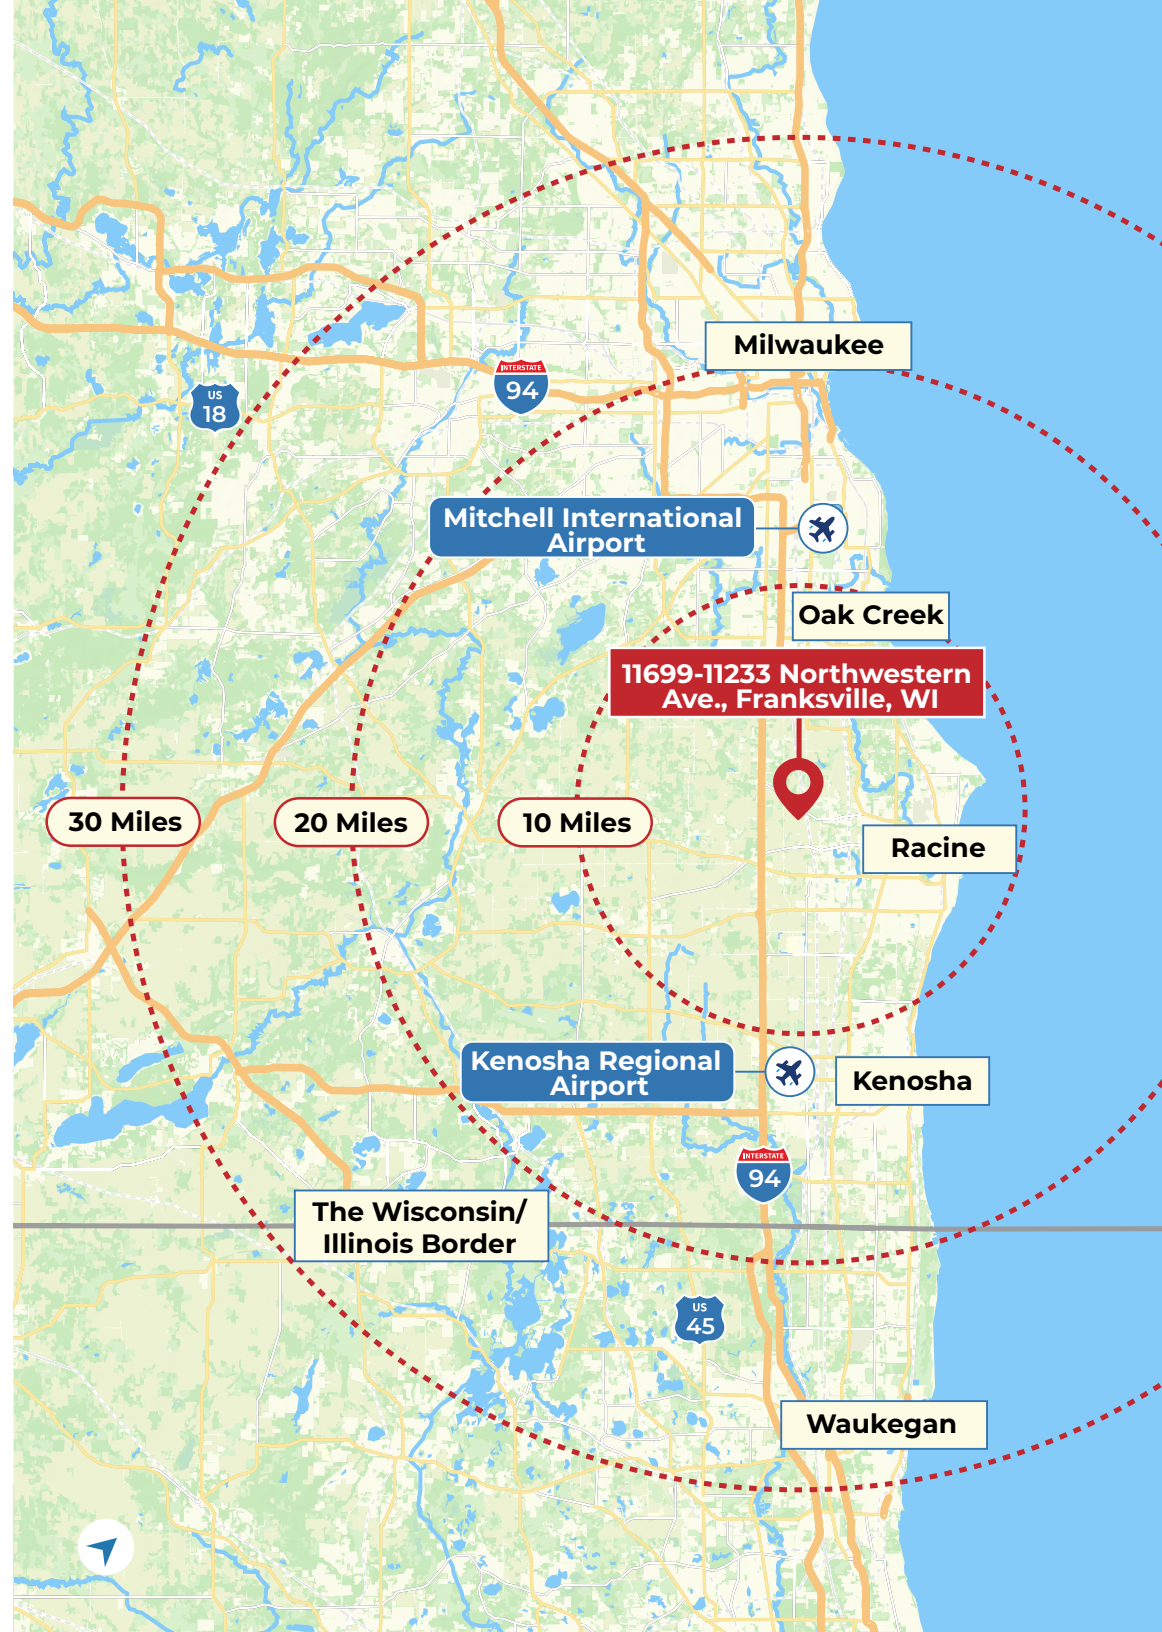 Milwaukee
INTERSTATE
94
US
18
Mitchell International
Airport
Oak Creek
11699-11233 Northwestern
Ave., Franksville, WI
30 Miles
20 Miles
10 Miles
Racine
Kenosha Regional
Airport
Kenosha
INTERSTATE
94
The Wisconsin/
Illinois Border
US
45
Waukegan